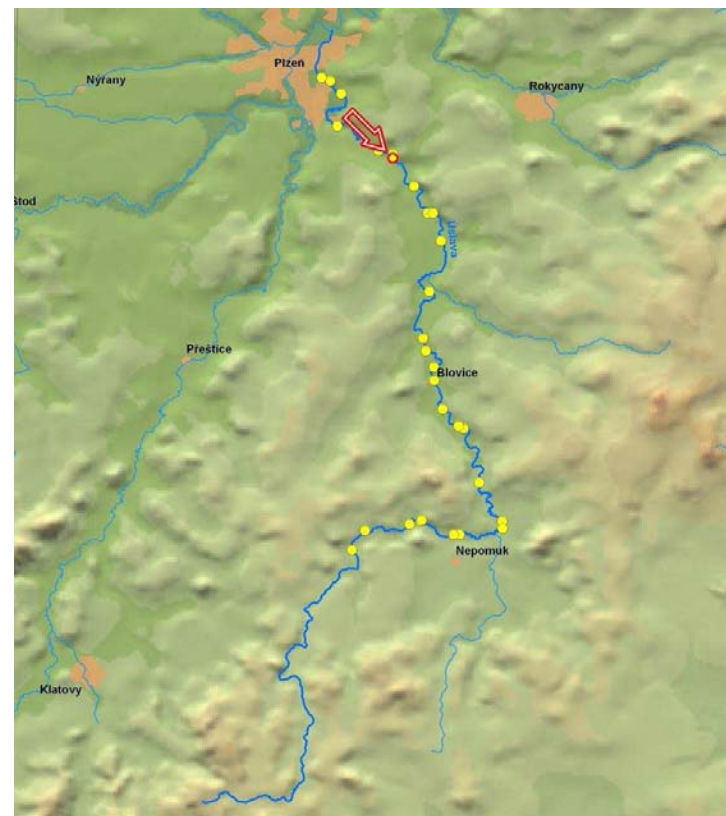 Plzeň
Nýřany
Rokycany
Stod
Úslava
Přeštice
Blovice
Nepomuk
Klatovy